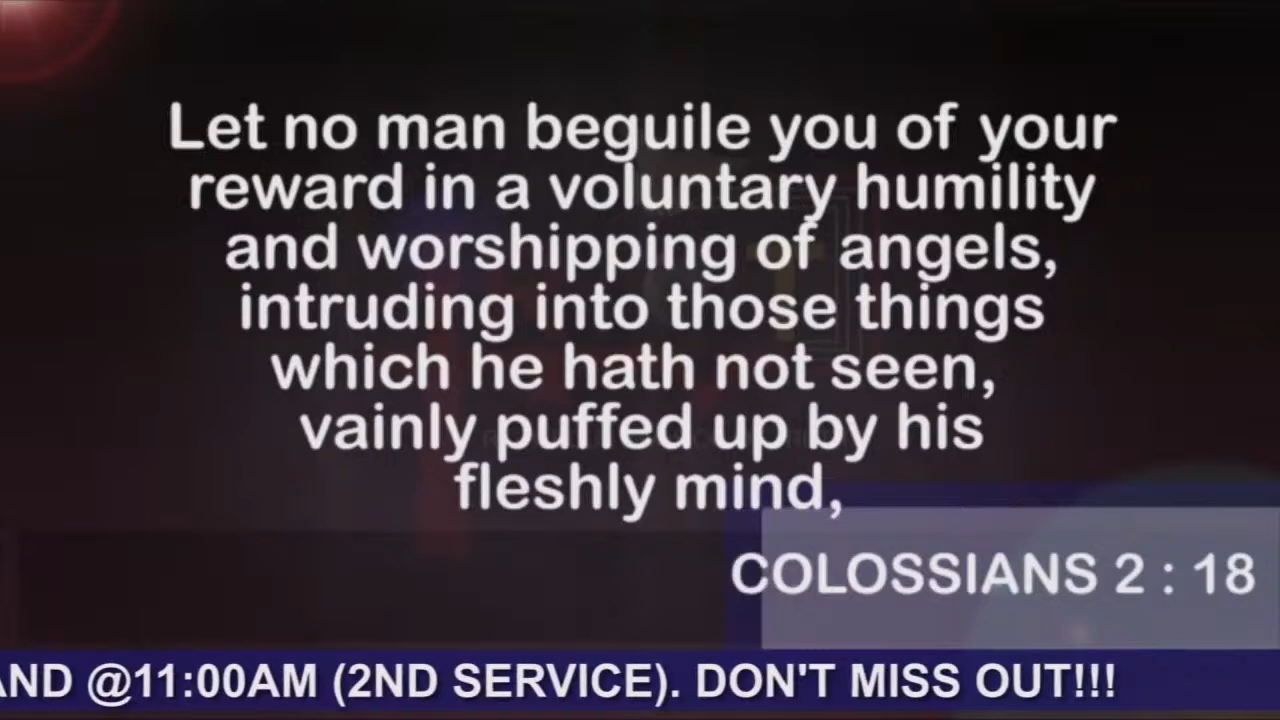 Let no man beguile you of your
reward in a voluntary humility
and worshipping of angels,
intruding into those things
which he hath not seen,
vainly puffed up by his
fleshly mind,
COLOSSIANS 2 : 18
AND @11:00AM (2ND SERVICE). DON'T MISS OUT!!!